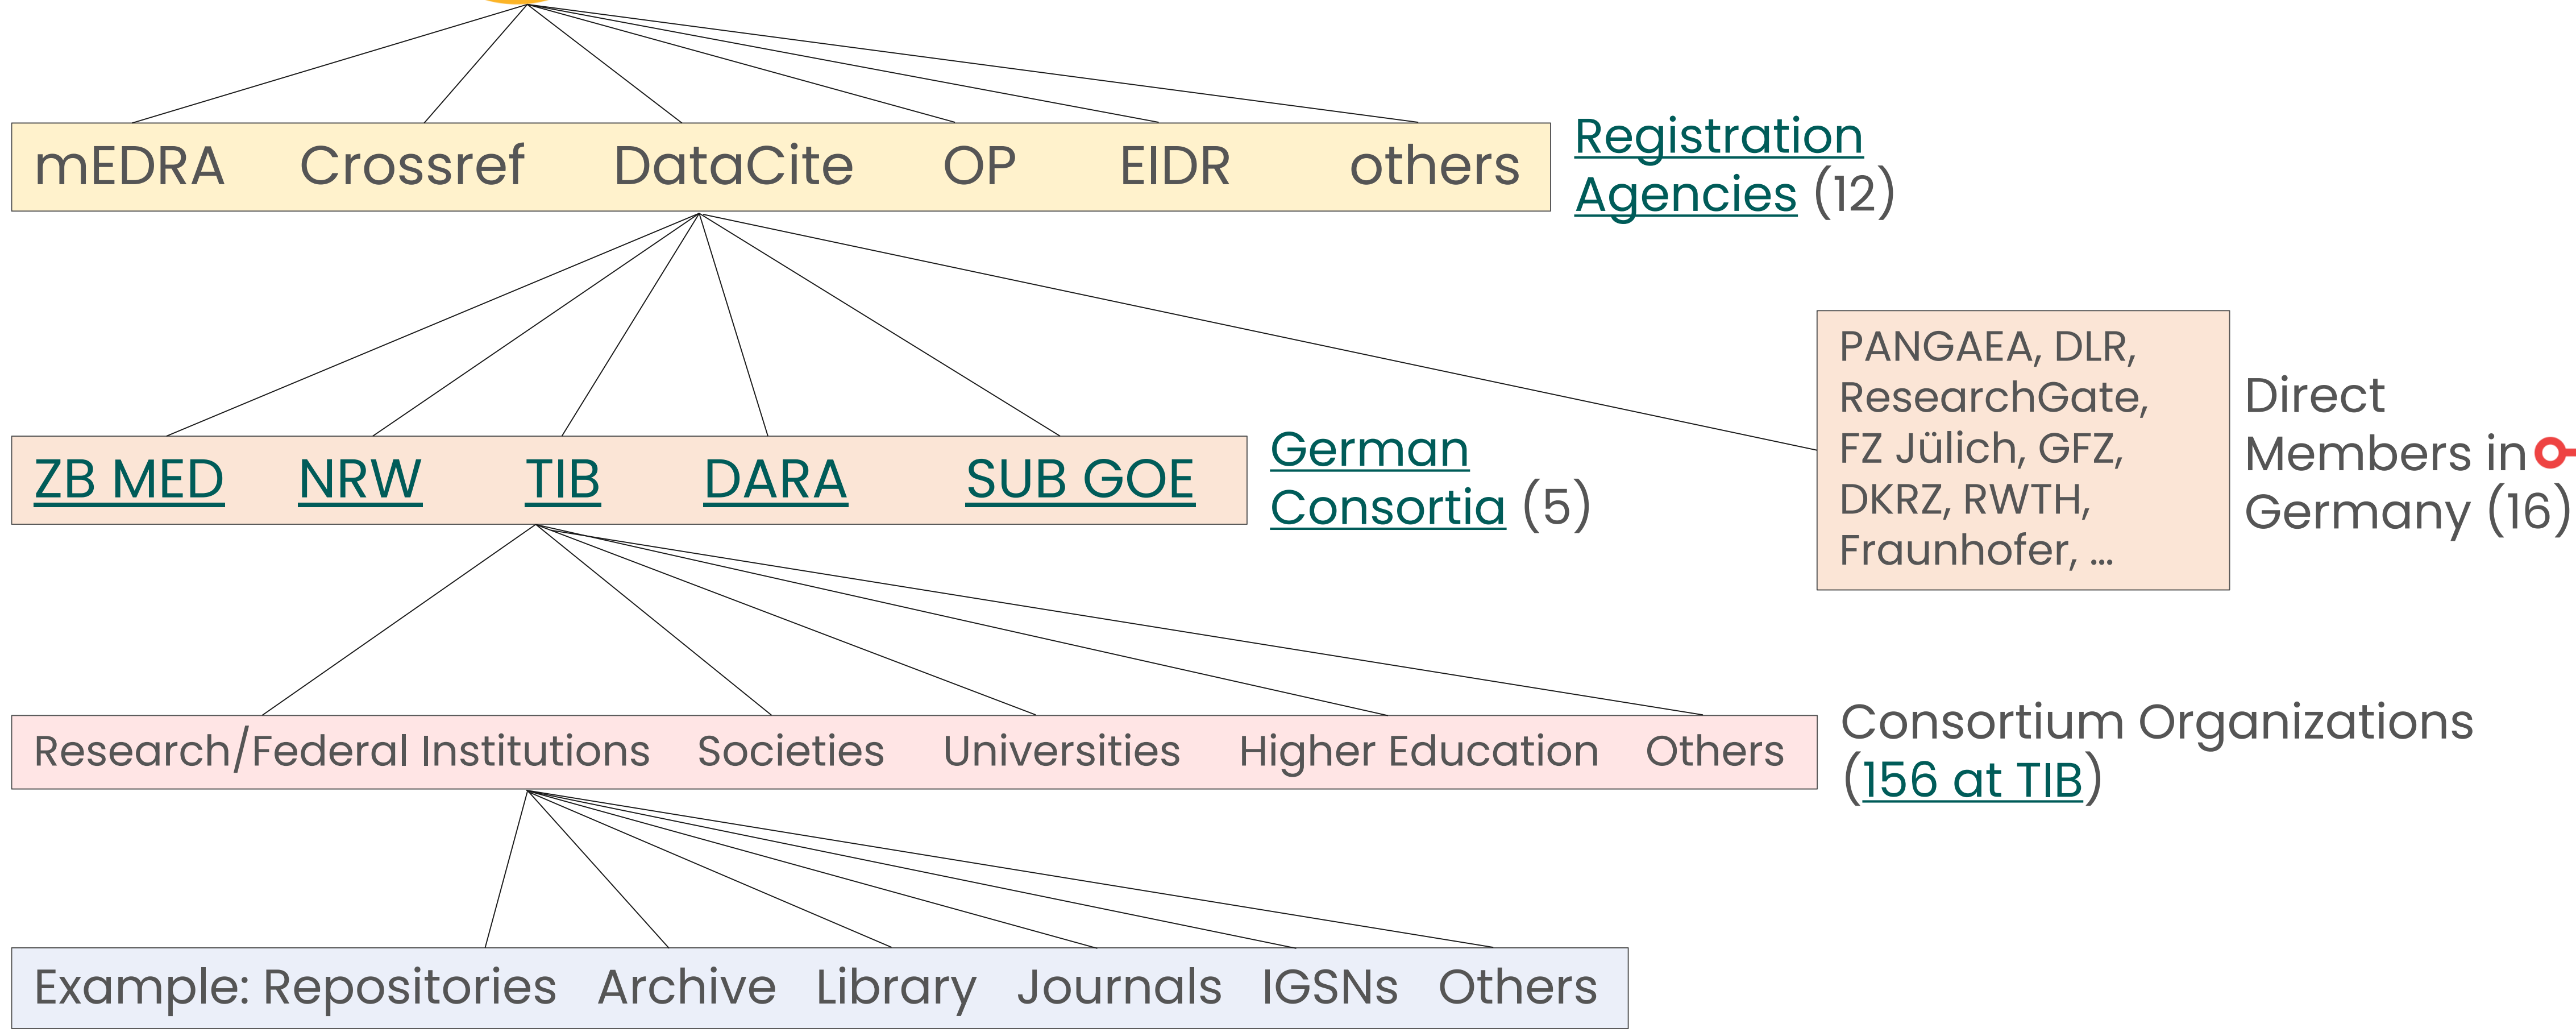 mEDRA Crossref DataCite OP EIDR others
Registration
Agencies (12)
PANGAEA, DLR,
ResearchGate,
FZ Jülich, GFZ,
DKRZ, RWTH,
Fraunhofer, ...
Direct
Members in
Germany (16)
ZB MED NRW TIB DARA SUB GOE
German
Consortia (5)
Research/Federal Institutions Societies Universities Higher Education Others
Consortium Organizations
(156 at TIB)
Example: Repositories Archive Library Journals IGSNs Others